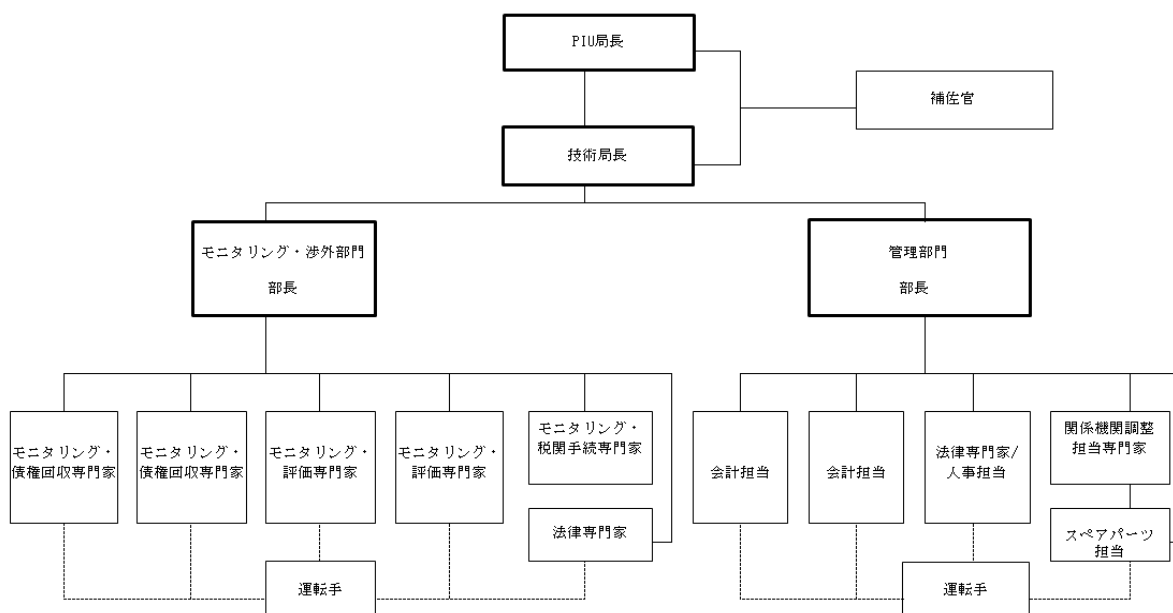 PIU局長
補佐官
技術局長
モニタリング・渉外部門
部長
管理部門
部長
モニタリング・
債権回収専門家
モニタリング・
債権回収専門家
モニタリング・
評価専門家
モニタリング・
評価専門家
モニタリング・
税関手続専門家
法律専門家
運転手
会計担当
会計担当
法律専門家/
人事担当
関係機関調整
担当専門家
スペアパーツ
担当
運転手